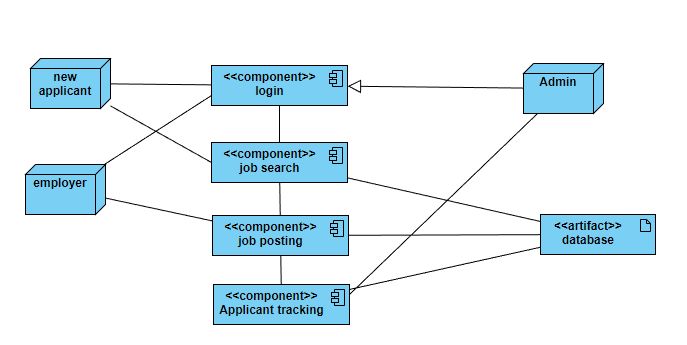 new
applicant
<<component>>
login
Admin
<<component>>
job search
employer
<<component>>
job posting
<<artifact>>
database
<<component>>
Applicant tracking